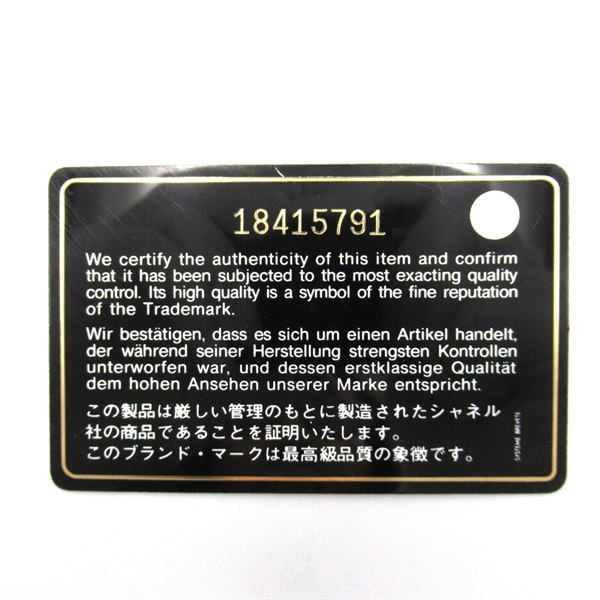 18415791
We certify the authenticity of this item and confirm
that it has been subjected to the most exacting quality
control. Its high quality is a symbol of the fine reputation
of the Trademark.
Wir bestätigen, dass es sich um einen Artikel handelt,
der während seiner Herstellung strengsten Kontrollen
unterworfen war, und dessen erstklassige Qualität
dem hohen Ansehen unserer Marke entspricht.
この製品は厳しい管理のもとに製造されたシャネル
社の商品であることを証明いたします。
このブランド・マークは最高級品質の象徴です。
SYSTEME BREVETE